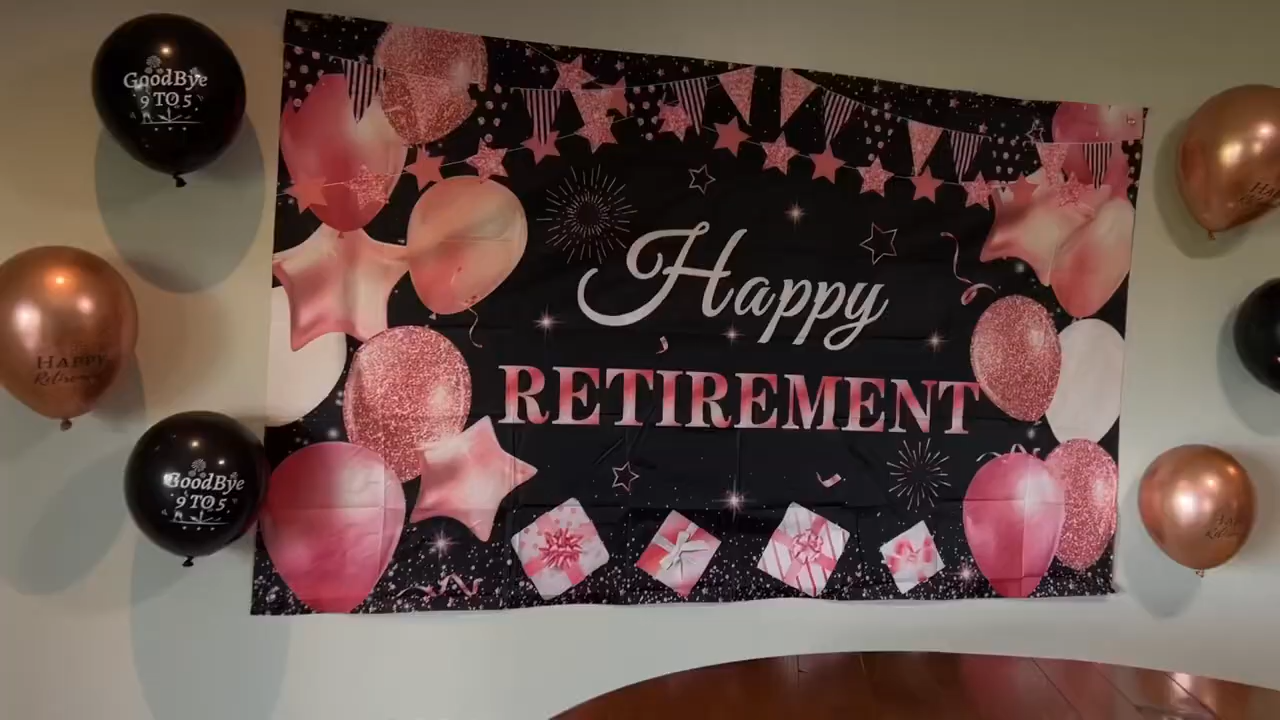 GoodBye
9 TO 5
Happy
RETIREMENT
HAPPY
Retirement
GoodBye
9 TO 5